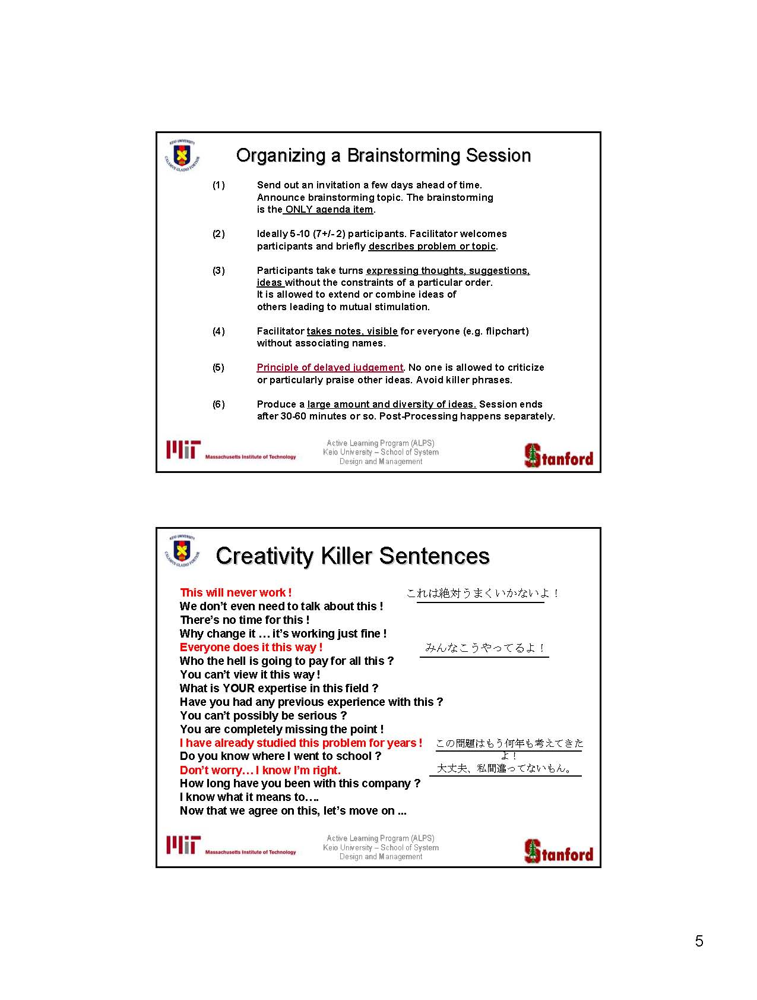 KEIO UNIVERSITY
CALAMVS GLADIO FORTIOR
Organizing a Brainstorming Session
(1) Send out an invitation a few days ahead of time.
Announce brainstorming topic. The brainstorming
is the ONLY agenda item.
(2) Ideally 5-10 (7+/- 2) participants. Facilitator welcomes
participants and briefly describes problem or topic.
(3) Participants take turns expressing thoughts, suggestions,
ideas without the constraints of a particular order.
It is allowed to extend or combine ideas of
others leading to mutual stimulation.
(4) Facilitator takes notes, visible for everyone (e.g. flipchart)
without associating names.
(5) Principle of delayed judgement. No one is allowed to criticize
or particularly praise other ideas. Avoid killer phrases.
(6) Produce a large amount and diversity of ideas. Session ends
after 30-60 minutes or so. Post-Processing happens separately.
MIT Massachusetts Institute of Technology
Active Learning Program (ALPS)
Keio University – School of System
Design and Management
Stanford
KEIO UNIVERSITY
CALAMVS GLADIO FORTIOR
Creativity Killer Sentences
This will never work ! これは絶対うまくいかないよ！
We don't even need to talk about this !
There's no time for this !
Why change it … it's working just fine !
Everyone does it this way ! みんなこうやってるよ！
Who the hell is going to pay for all this ?
You can't view it this way !
What is YOUR expertise in this field ?
Have you had any previous experience with this ?
You can't possibly be serious ?
You are completely missing the point !
I have already studied this problem for years ! この問題はもう何年も考えてきた
よ！
Do you know where I went to school ?
Don't worry… I know I'm right. 大丈夫、私間違ってないもん。
How long have you been with this company ?
I know what it means to….
Now that we agree on this, let's move on ...
MIT Massachusetts Institute of Technology
Active Learning Program (ALPS)
Keio University – School of System
Design and Management
Stanford
5